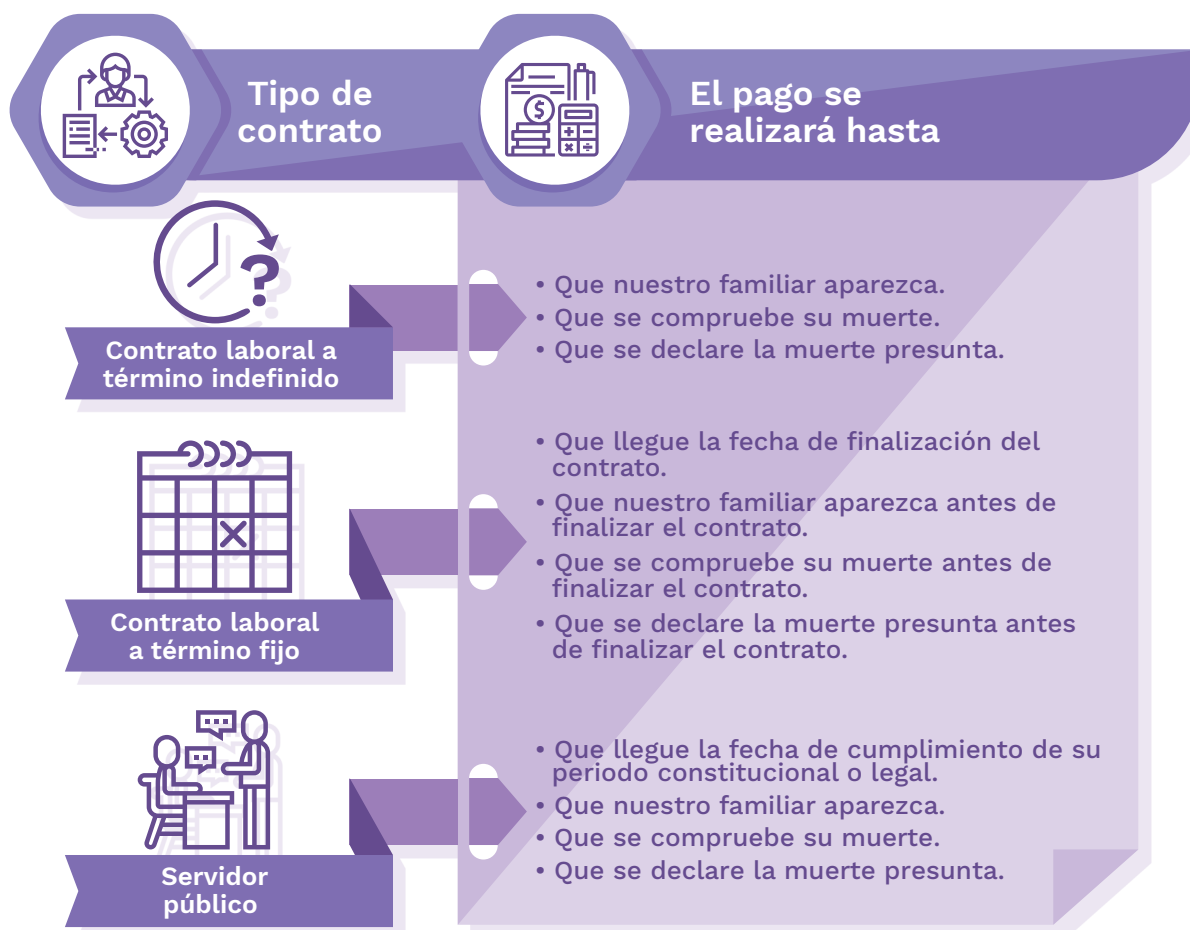 Tipo de
contrato
El pago se
realizará hasta
Contrato laboral a
término indefinido
• Que nuestro familiar aparezca.
• Que se compruebe su muerte.
• Que se declare la muerte presunta.
Contrato laboral
a término fijo
• Que llegue la fecha de finalización del
contrato.
• Que nuestro familiar aparezca antes de
finalizar el contrato.
• Que se compruebe su muerte antes de
finalizar el contrato.
• Que se declare la muerte presunta antes
de finalizar el contrato.
Servidor
público
• Que llegue la fecha de cumplimiento de su
periodo constitucional o legal.
• Que nuestro familiar aparezca.
• Que se compruebe su muerte.
• Que se declare la muerte presunta.